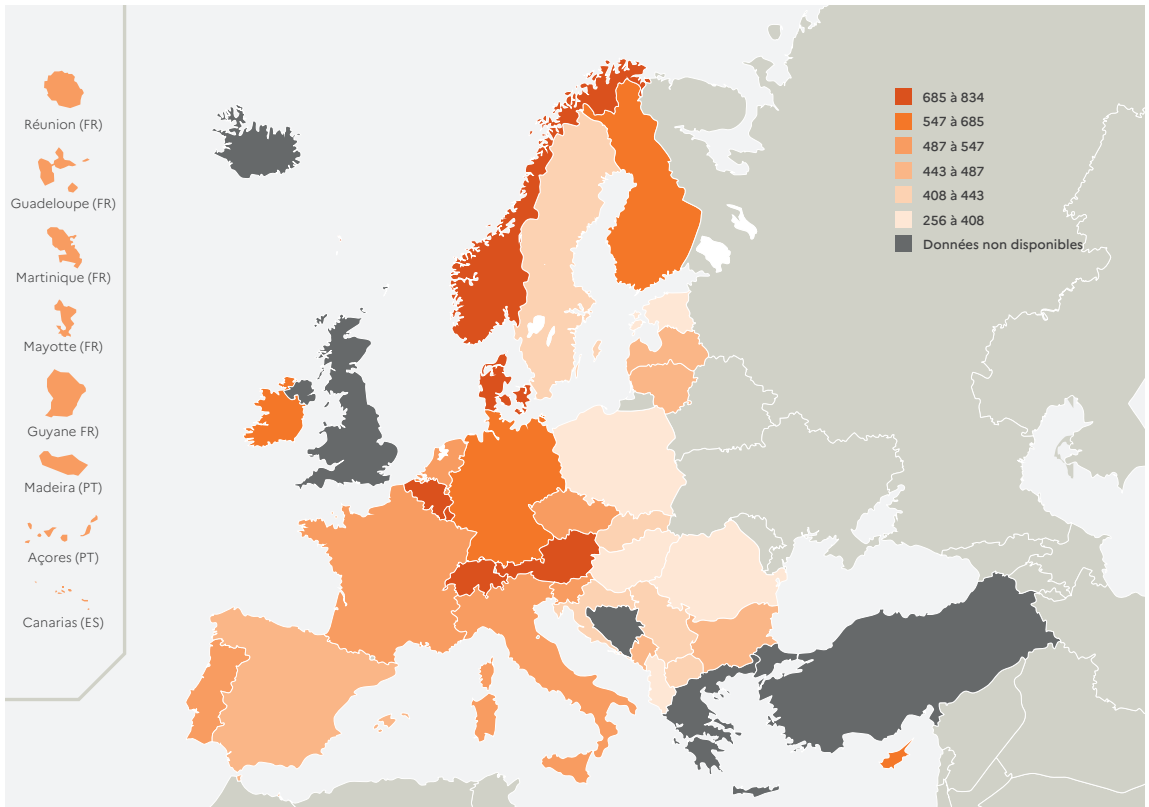 Réunion (FR)
Guadeloupe (FR)
Martinique (FR)
Mayotte (FR)
Guyane FR)
Madeira (PT)
Açores (PT)
Canarias (ES)
685 à 834
547 à 685
487 à 547
443 à 487
408 à 443
256 à 408
Données non disponibles